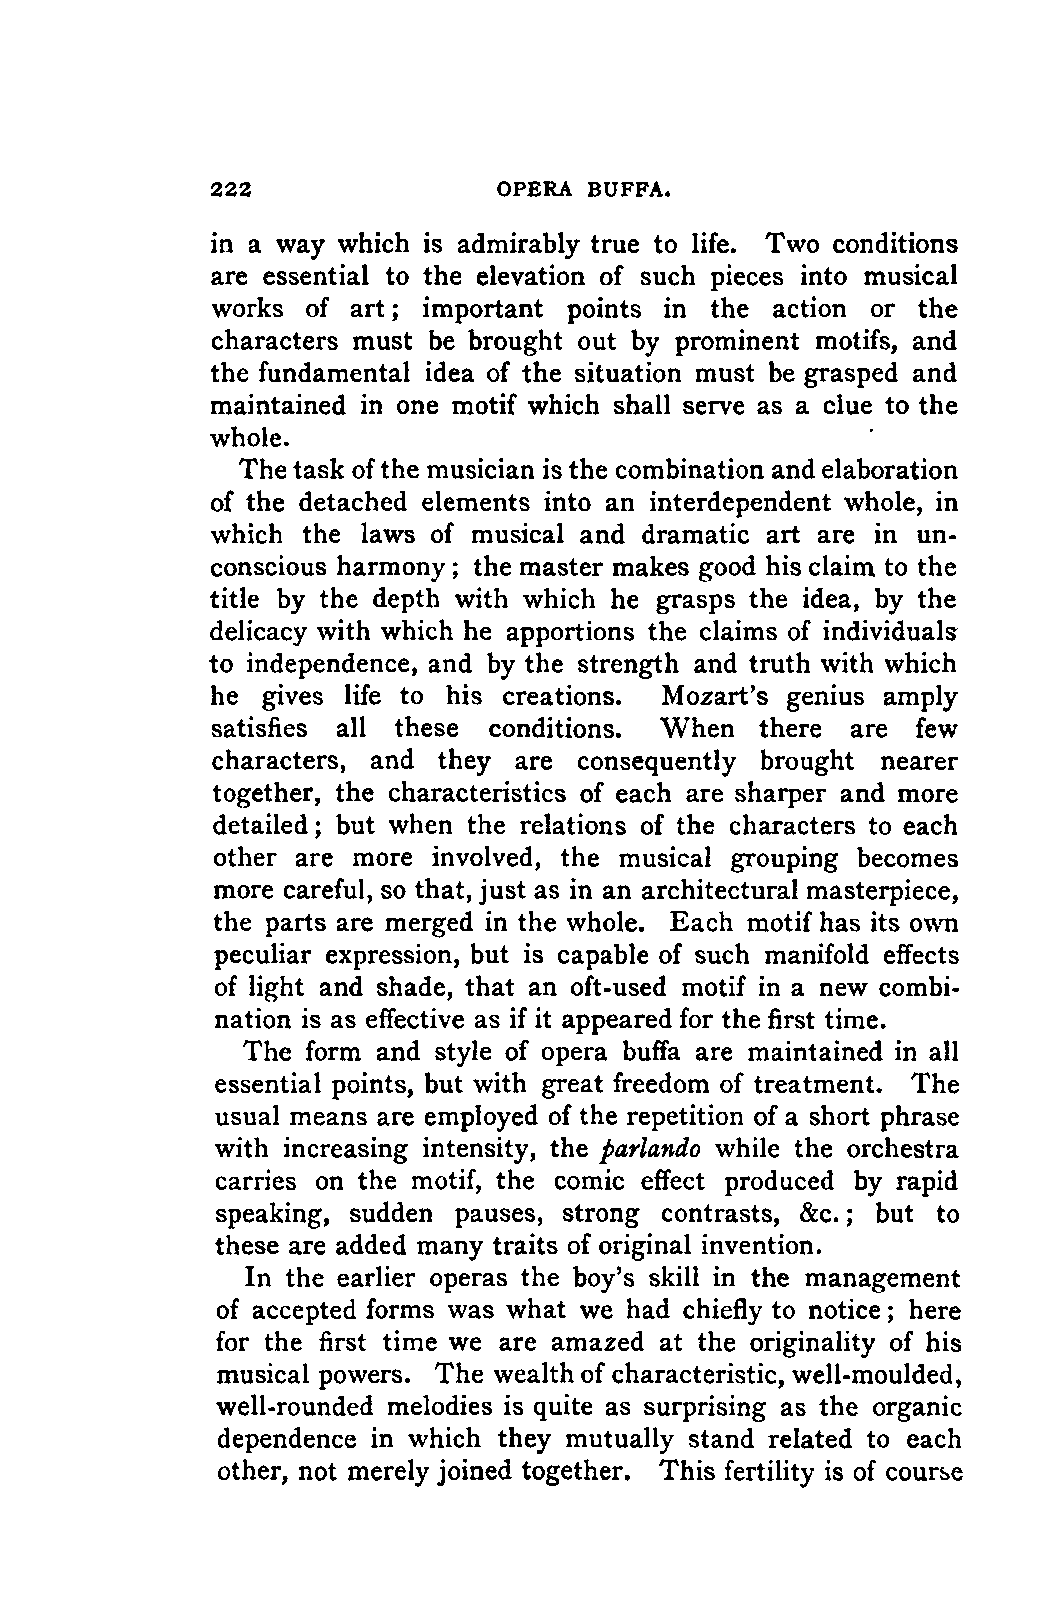 222 OPERA BUFFA.
in a way which is admirably true to life. Two conditions
are essential to the elevation of such pieces into musical
works of art; important points in the action or the
characters must be brought out by prominent motifs, and
the fundamental idea of the situation must be grasped and
maintained in one motif which shall serve as a clue to the
whole.
The task of the musician is the combination and elaboration
of the detached elements into an interdependent whole, in
which the laws of musical and dramatic art are in un-
conscious harmony; the master makes good his claim to the
title by the depth with which he grasps the idea, by the
delicacy with which he apportions the claims of individuals
to independence, and by the strength and truth with which
he gives life to his creations. Mozart's genius amply
satisfies all these conditions. When there are few
characters, and they are consequently brought nearer
together, the characteristics of each are sharper and more
detailed; but when the relations of the characters to each
other are more involved, the musical grouping becomes
more careful, so that, just as in an architectural masterpiece,
the parts are merged in the whole. Each motif has its own
peculiar expression, but is capable of such manifold effects
of light and shade, that an oft-used motif in a new combi-
nation is as effective as if it appeared for the first time.
The form and style of opera buffa are maintained in all
essential points, but with great freedom of treatment. The
usual means are employed of the repetition of a short phrase
with increasing intensity, the parlando while the orchestra
carries on the motif, the comic effect produced by rapid
speaking, sudden pauses, strong contrasts, &c.; but to
these are added many traits of original invention.
In the earlier operas the boy's skill in the management
of accepted forms was what we had chiefly to notice; here
for the first time we are amazed at the originality of his
musical powers. The wealth of characteristic, well-moulded,
well-rounded melodies is quite as surprising as the organic
dependence in which they mutually stand related to each
other, not merely joined together. This fertility is of course